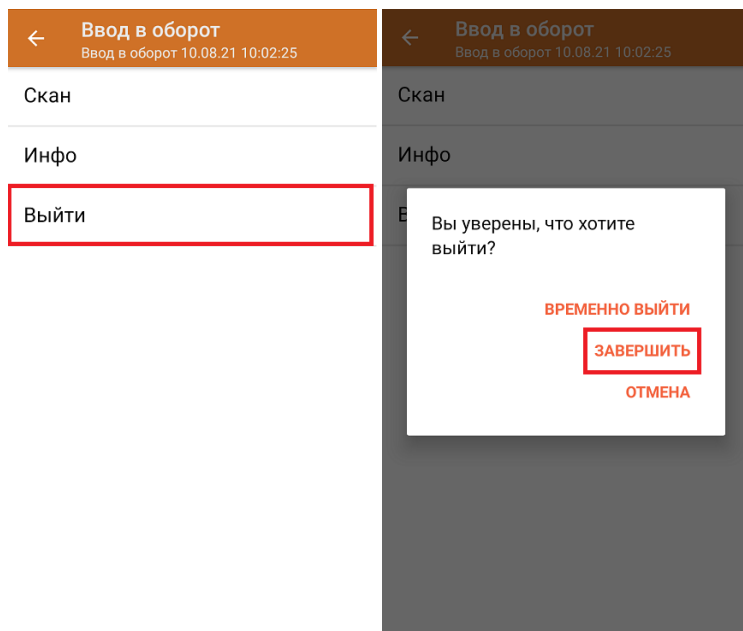 Ввод в оборот
Ввод в оборот 10.08.21 10:02:25
Скан
Инфо
Выйти
Ввод в оборот
Ввод в оборот 10.08.21 10:02:25
Скан
Инфо
В
Вы уверены, что хотите
выйти?
ВРЕМЕННО ВЫЙТИ
ЗАВЕРШИТЬ
ОТМЕНА